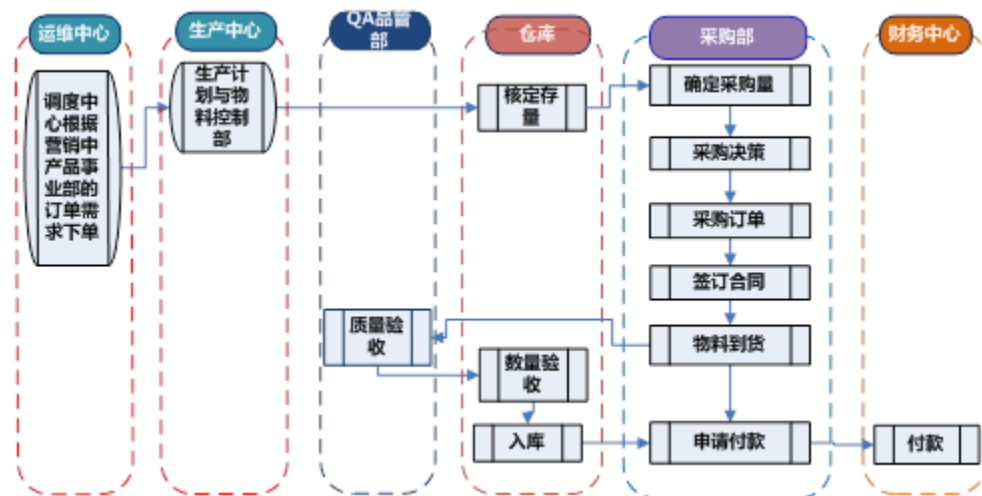 运维中心
生产中心
QA品管
部
仓库
采购部
财务中心
调度中
心根据
营销中
产品事
业部的
订单需
求下单
生产计
划与物
料控制
部
核定存
量
确定采购量
采购决策
采购订单
签订合同
质量验
收
物料到货
数量验
收
入库
申请付款
付款